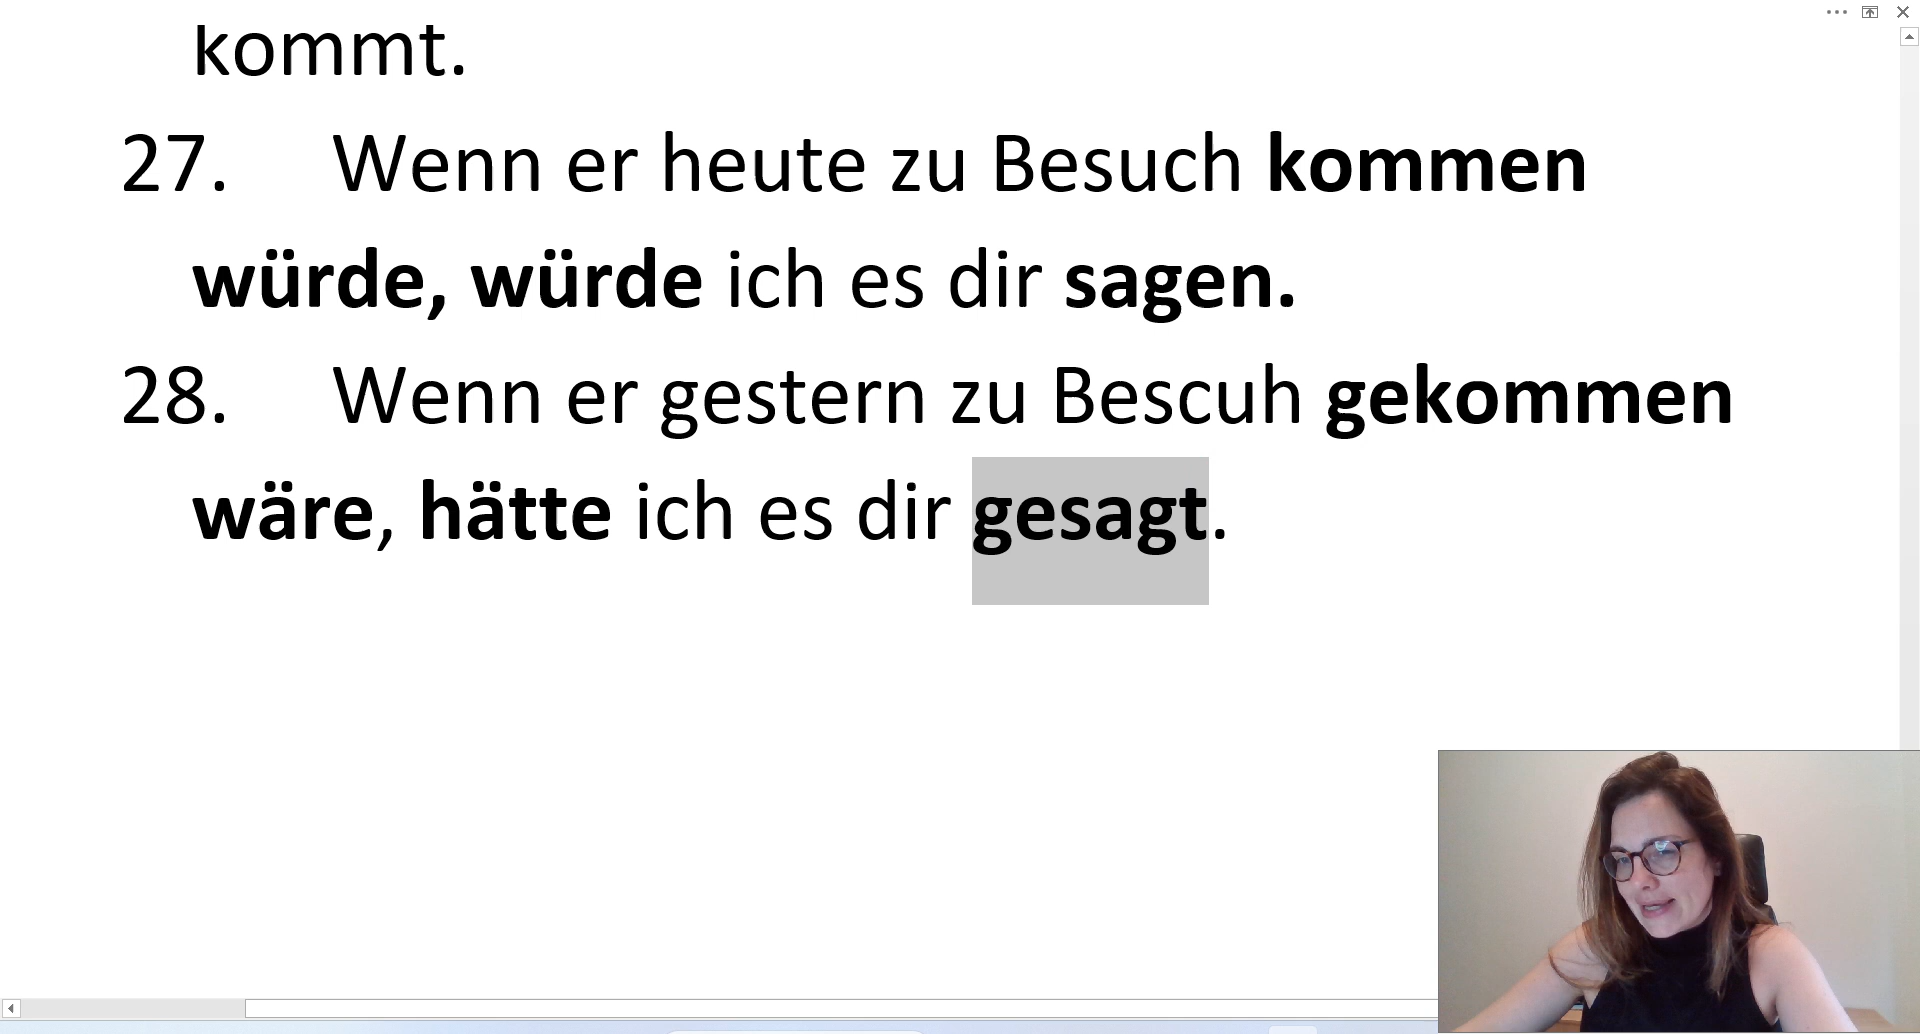 kommt.
27. Wenn er heute zu Besuch kommen
würde, würde ich es dir sagen.
28. Wenn er gestern zu Bescuh gekommen
wäre, hätte ich es dir gesagt.